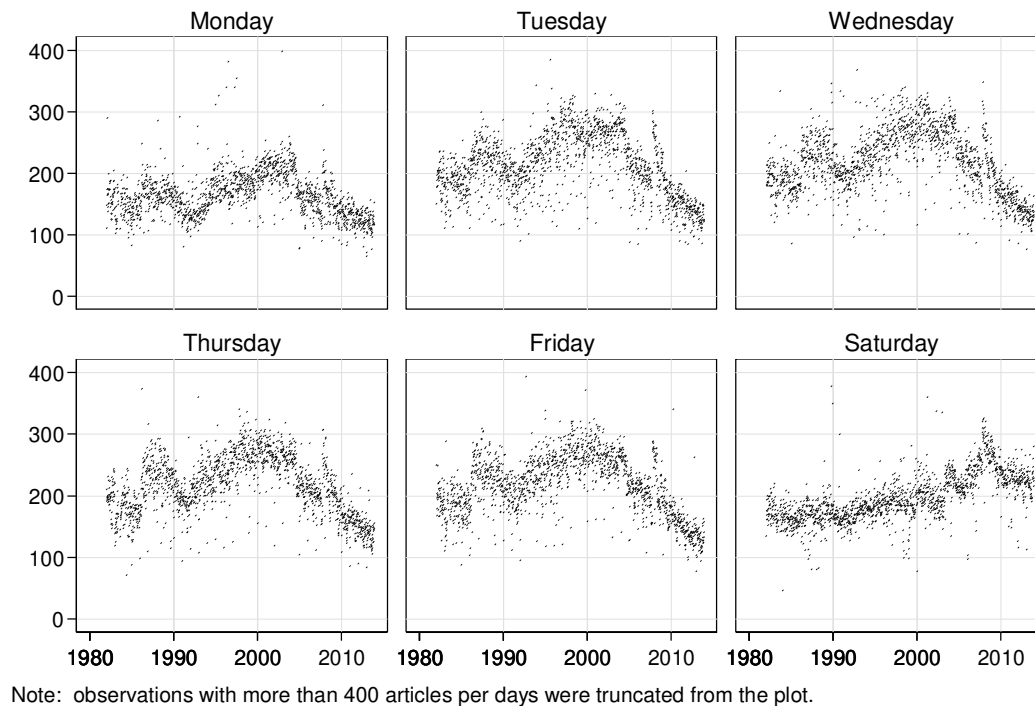 Monday Tuesday Wednesday
400
300
200
100
0
Thursday Friday Saturday
400
300
200
100
0
1980 1990 2000 2010 1980 1990 2000 2010 1980 1990 2000 2010
Note: observations with more than 400 articles per days were truncated from the plot.